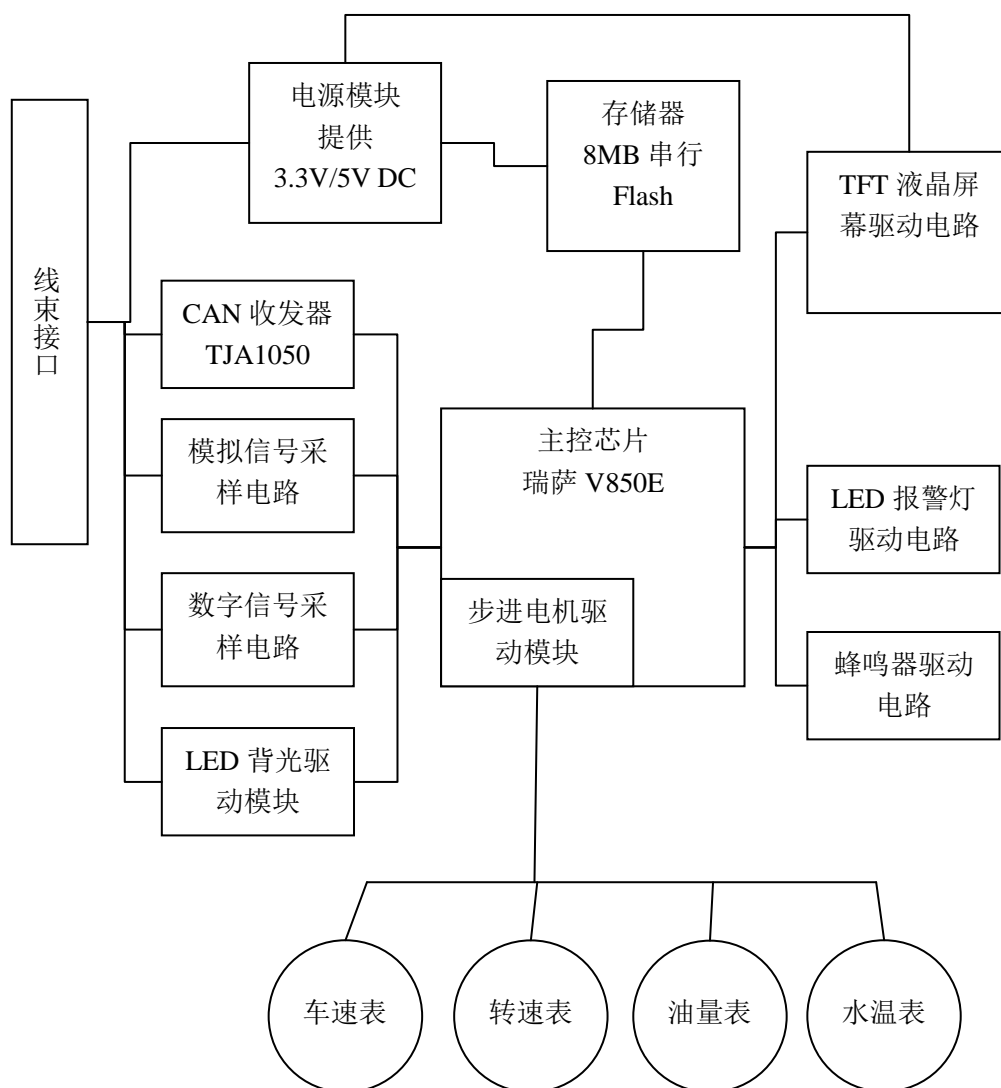 电源模块
提供
3.3V/5V DC
存储器
8MB 串行
Flash
TFT 液晶屏
幕驱动电路
线束接口
CAN 收发器
TJA1050
模拟信号采
样电路
数字信号采
样电路
LED 背光驱
动模块
主控芯片
瑞萨 V850E
步进电机驱
动模块
LED 报警灯
驱动电路
蜂鸣器驱动
电路
车速表
转速表
油量表
水温表